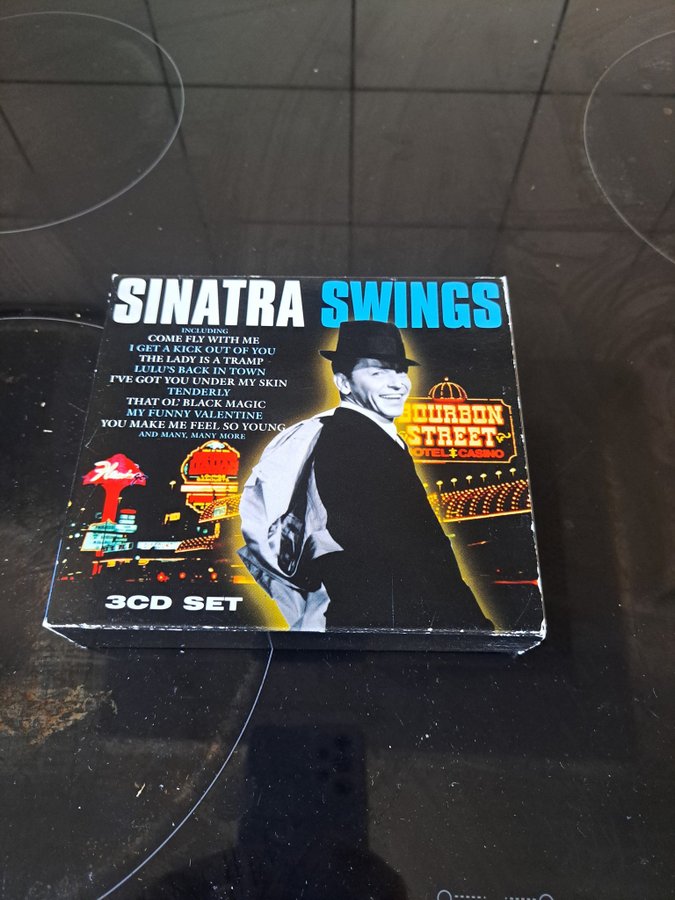 SINATRA SWINGS
INCLUDING
COME FLY WITH ME
I GET A KICK OUT OF YOU
THE LADY IS A TRAMP
LULU'S BACK IN TOWN
I'VE GOT YOU UNDER MY SKIN
TENDERLY
THAT OL' BLACK MAGIC
MY FUNNY VALENTINE
YOU MAKE ME FEEL SO YOUNG
AND MANY, MANY MORE
BOURBON
STREET
HOTEL & CASINO
3CD SET